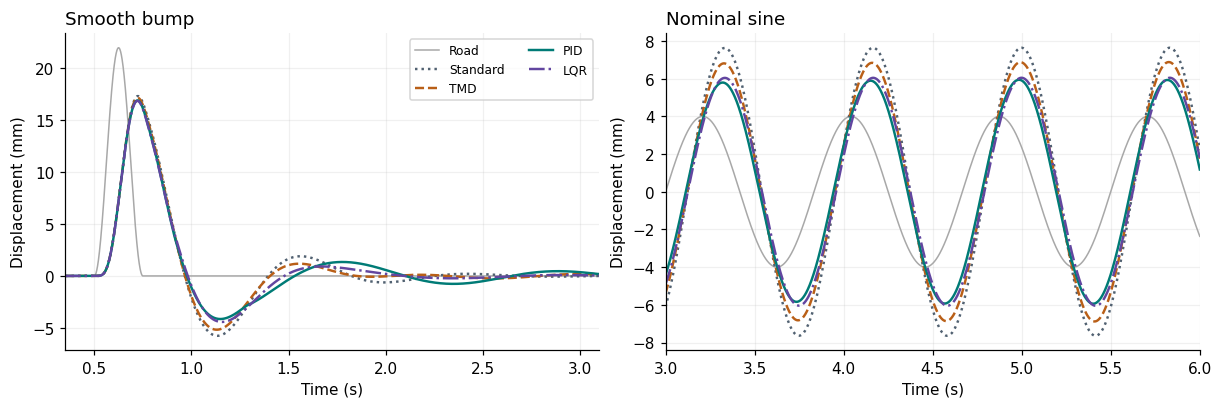 Smooth bump
Displacement (mm)
20
15
10
5
0
−5
0.5
1.0
1.5
2.0
2.5
3.0
Time (s)
Road
Standard
TMD
PID
LQR
Nominal sine
Displacement (mm)
8
6
4
2
0
−2
−4
−6
−8
3.0
3.5
4.0
4.5
5.0
5.5
6.0
Time (s)